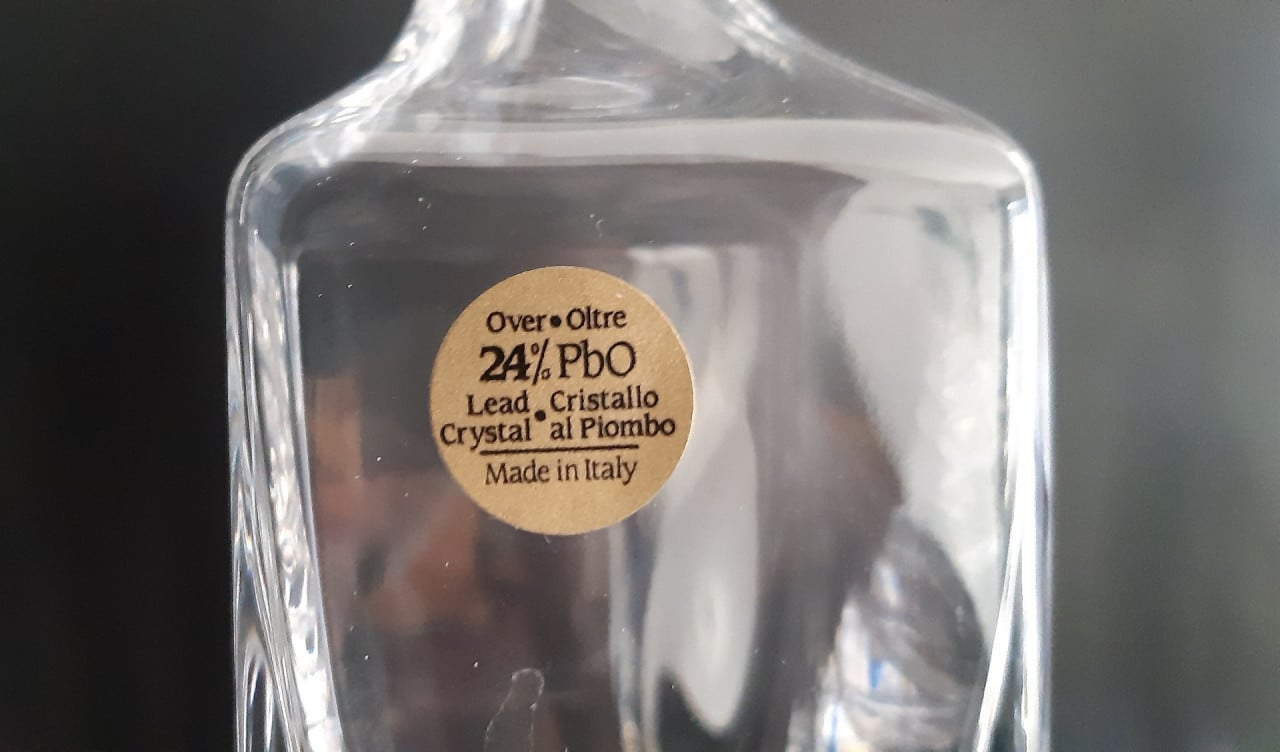 Over • Oltre
24% PbO
Lead • Cristallo
Crystal al Piombo
Made in Italy